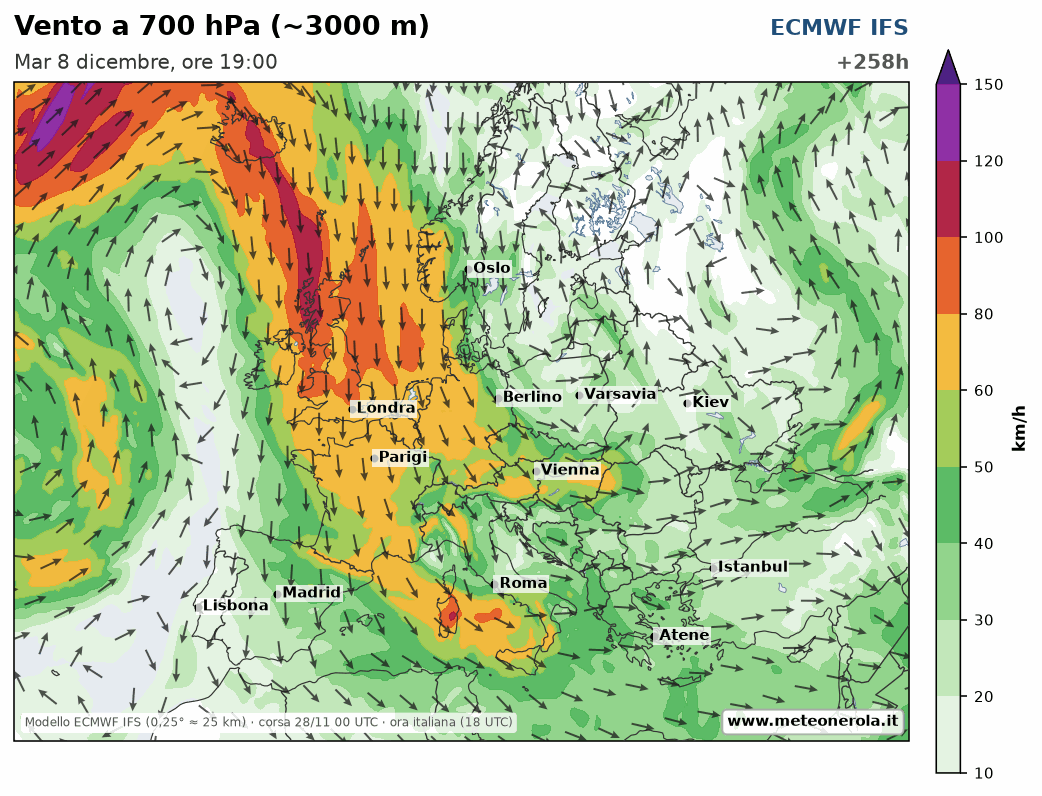 Vento a 700 hPa (~3000 m)
ECMWF IFS
Mar 8 dicembre, ore 19:00
+258h
150
120
100
80
60
50
40
30
20
10
km/h
Oslo
Berlino
Varsavia
Kiev
Londra
Parigi
Vienna
Istanbul
Roma
Madrid
Lisbona
Atene
Modello ECMWF IFS (0,25° ≈ 25 km) · corsa 28/11 00 UTC · ora italiana (18 UTC)
www.meteonerola.it